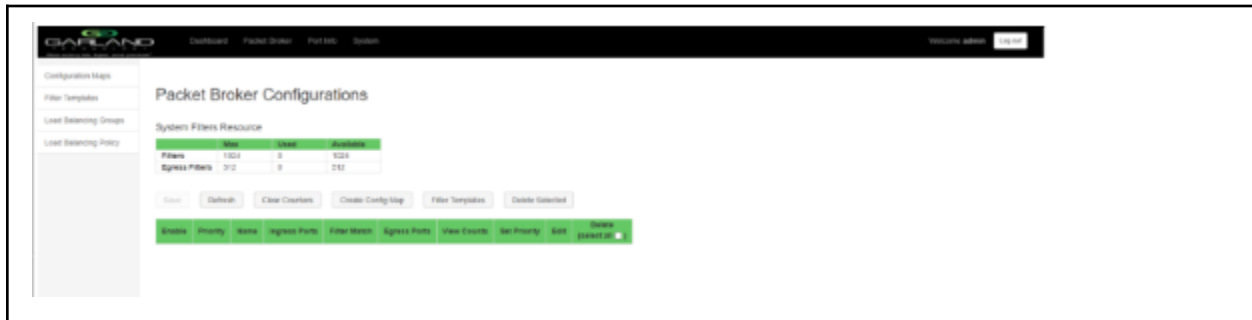 GARLAND
Dashboard Packet Broker Port Info System
Welcome admin Log out
Configuration Maps
Filter Templates
Load Balancing Groups
Load Balancing Policy
Packet Broker Configurations
System Filters Resource
Max Used Available
Filters 1024 0 1024
Egress Filters 512 0 512
Save Refresh Clear Counters Create Config Map Filter Templates Delete Selected
Enable Priority Name Ingress Ports Filter Match Egress Ports View Counts Set Priority Edit Delete
(select all )